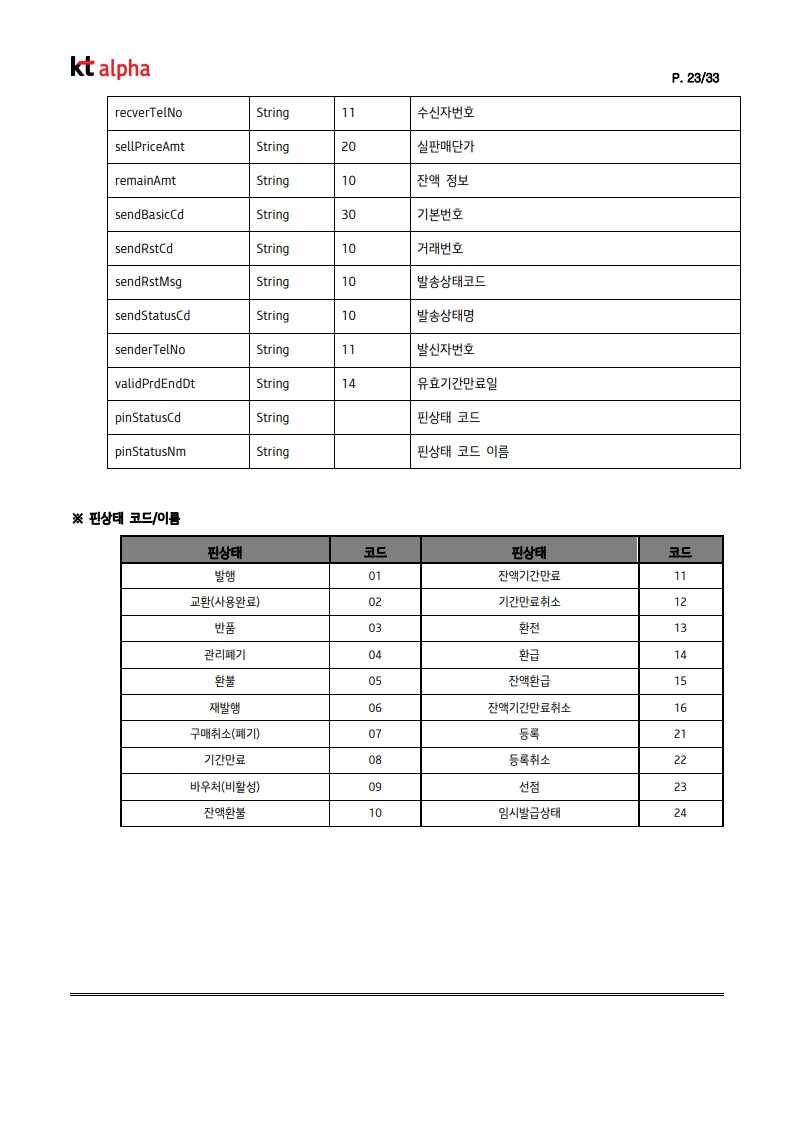 kt alpha
P. 23/33
recverTelNo String 11 수신자번호
sellPriceAmt String 20 실판매단가
remainAmt String 10 잔액 정보
sendBasicCd String 30 기본번호
sendRstCd String 10 거래번호
sendRstMsg String 10 발송상태코드
sendStatusCd String 10 발송상태명
senderTelNo String 11 발신자번호
validPrdEndDt String 14 유효기간만료일
pinStatusCd String 핀상태 코드
pinStatusNm String 핀상태 코드 이름
※ 핀상태 코드/이름
핀상태 코드 핀상태 코드
발행 01 잔액기간만료 11
교환(사용완료) 02 기간만료취소 12
반품 03 환전 13
관리폐기 04 환급 14
환불 05 잔액환급 15
재발행 06 잔액기간만료취소 16
구매취소(폐기) 07 등록 21
기간만료 08 등록취소 22
바우처(비활성) 09 선점 23
잔액환불 10 임시발급상태 24